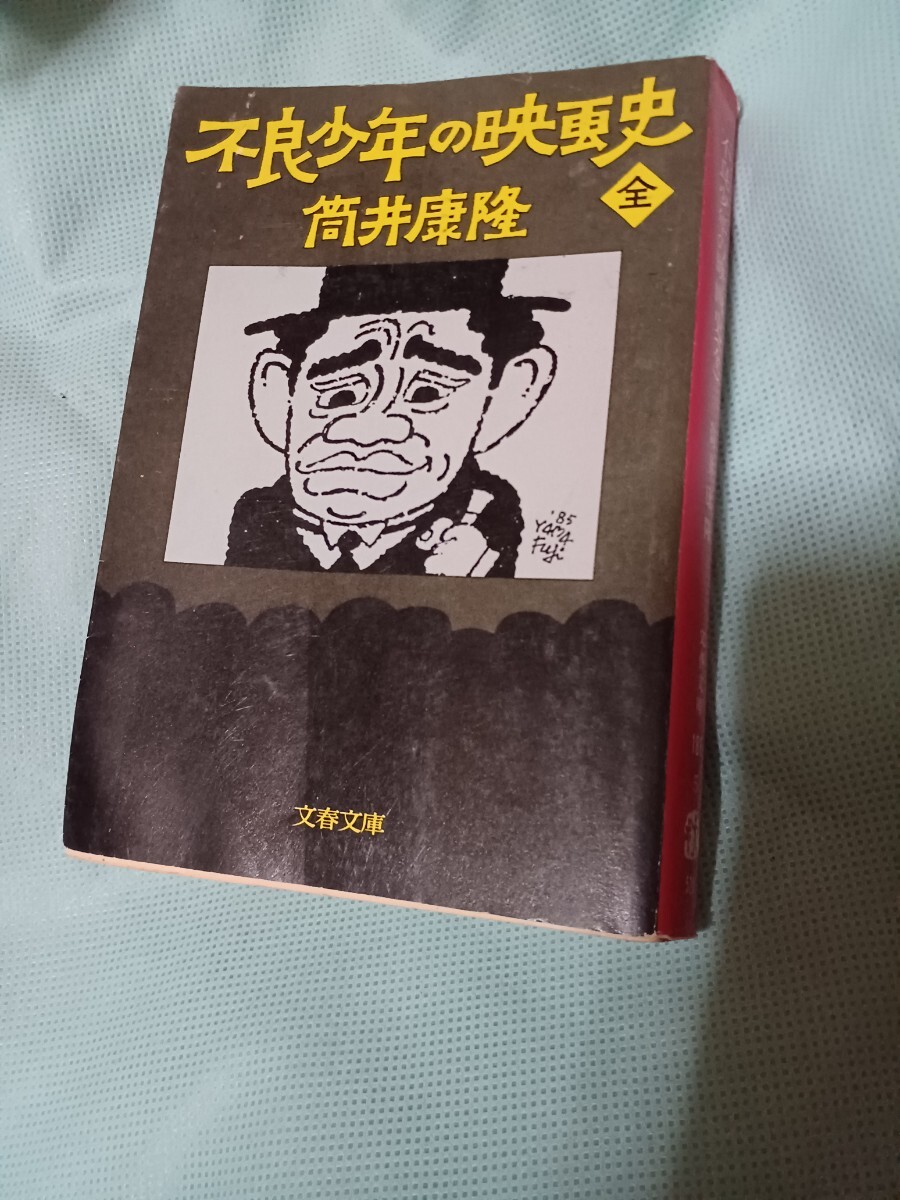 不良少年の映画史
全
筒井康隆
'85
YAMA
Fuji
文春文庫